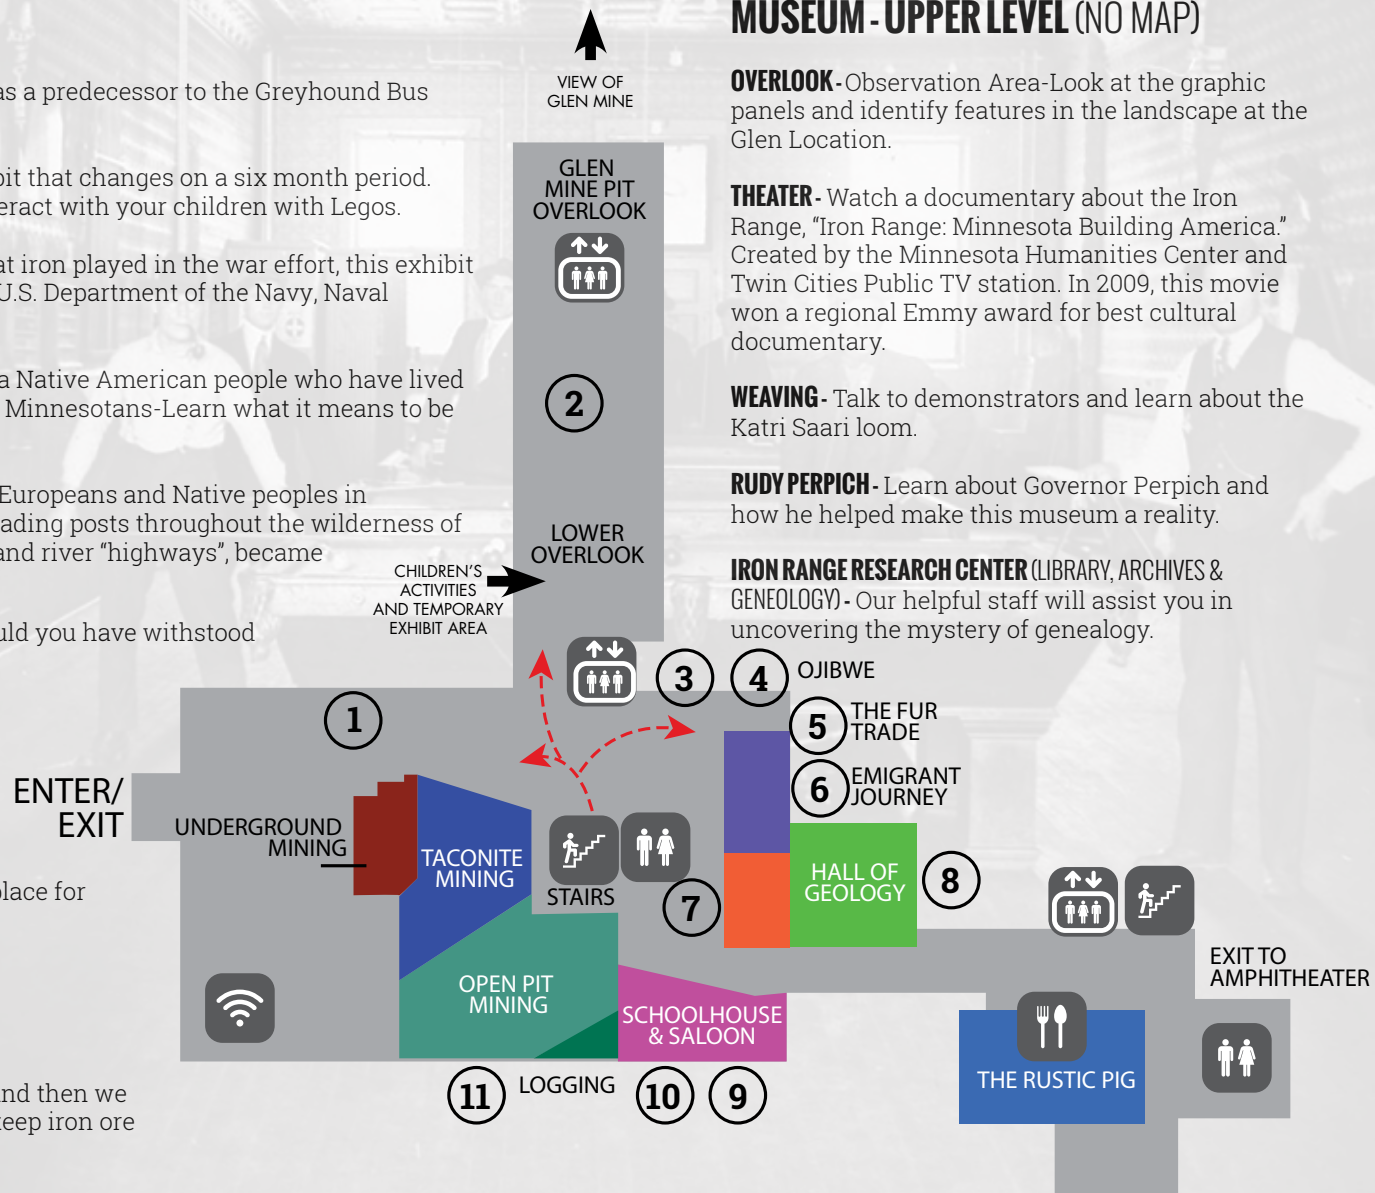 as a predecessor to the Greyhound Bus
bit that changes on a six month period.
eract with your children with Legos.
at iron played in the war effort, this exhibit
U.S. Department of the Navy, Naval
a Native American people who have lived
Minnesotans-Learn what it means to be
Europeans and Native peoples in
ading posts throughout the wilderness of
and river “highways”, became
uld you have withstood
place for
and then we
keep iron ore
MUSEUM - UPPER LEVEL (NO MAP)
OVERLOOK - Observation Area-Look at the graphic
panels and identify features in the landscape at the
Glen Location.
THEATER - Watch a documentary about the Iron
Range, “Iron Range: Minnesota Building America.”
Created by the Minnesota Humanities Center and
Twin Cities Public TV station. In 2009, this movie
won a regional Emmy award for best cultural
documentary.
WEAVING - Talk to demonstrators and learn about the
Katri Saari loom.
RUDY PERPICH - Learn about Governor Perpich and
how he helped make this museum a reality.
IRON RANGE RESEARCH CENTER (LIBRARY, ARCHIVES &
GENEOLOGY) - Our helpful staff will assist you in
uncovering the mystery of genealogy.
VIEW OF
GLEN MINE
GLEN
MINE PIT
OVERLOOK
2
LOWER
OVERLOOK
CHILDREN'S
ACTIVITIES
AND TEMPORARY
EXHIBIT AREA
3
4
OJIBWE
1
5
THE FUR
TRADE
6
EMIGRANT
JOURNEY
ENTER/
EXIT
UNDERGROUND
MINING
TACONITE
MINING
STAIRS
7
HALL OF
GEOLOGY
8
EXIT TO
AMPHITHEATER
OPEN PIT
MINING
SCHOOLHOUSE
& SALOON
THE RUSTIC PIG
11
LOGGING
10
9